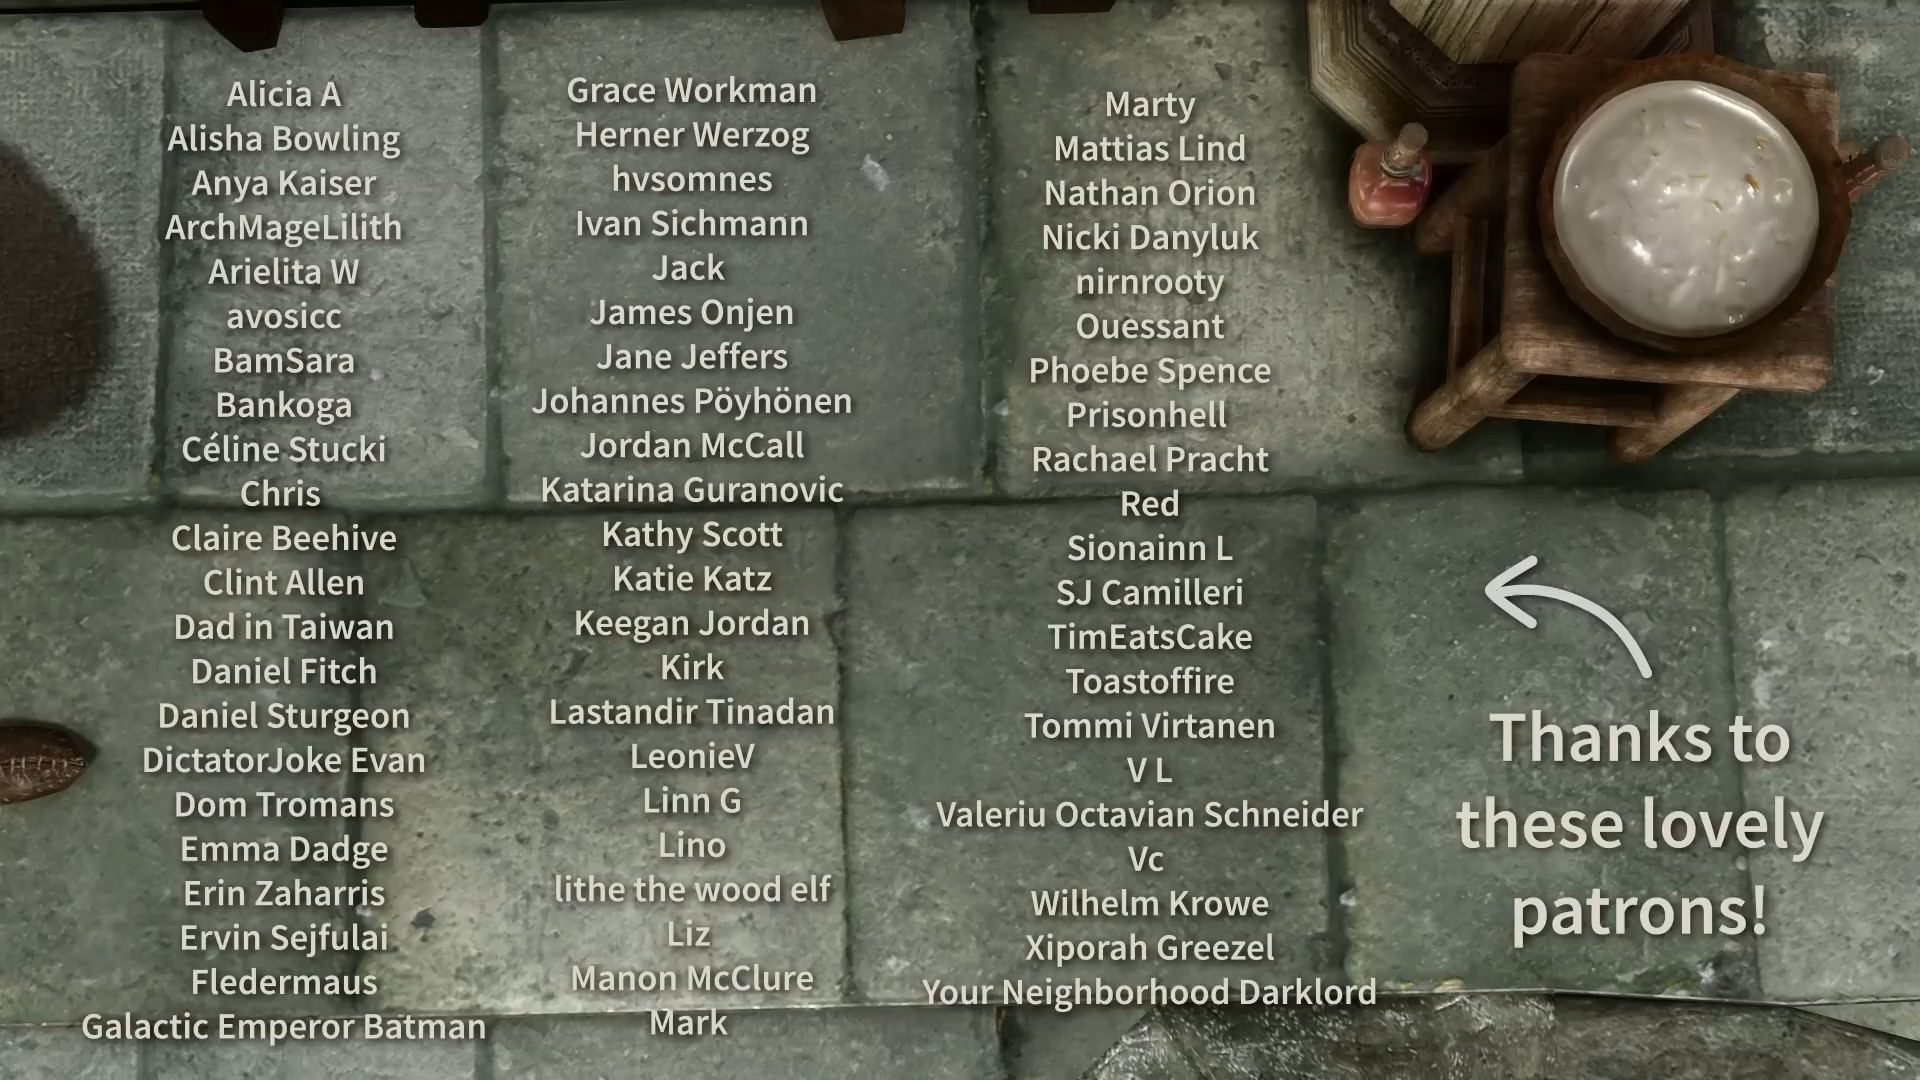 Alicia A
Alisha Bowling
Anya Kaiser
ArchMageLilith
Arielita W
avosicc
BamSara
Bankoga
Céline Stucki
Chris
Claire Beehive
Clint Allen
Dad in Taiwan
Daniel Fitch
Daniel Sturgeon
DictatorJoke Evan
Dom Tromans
Emma Dadge
Erin Zaharris
Ervin Sejfulai
Fledermaus
Galactic Emperor Batman
Grace Workman
Herner Werzog
hvsomnes
Ivan Sichmann
Jack
James Onjen
Jane Jeffers
Johannes Pöyhönen
Jordan McCall
Katarina Guranovic
Kathy Scott
Katie Katz
Keegan Jordan
Kirk
Lastandir Tinadan
LeonieV
Linn G
Lino
lithe the wood elf
Liz
Manon McClure
Mark
Marty
Mattias Lind
Nathan Orion
Nicki Danyluk
nirnrooty
Ouessant
Phoebe Spence
Prisonhell
Rachael Pracht
Red
Sionainn L
SJ Camilleri
TimEatsCake
Toastoffire
Tommi Virtanen
V L
Valeriu Octavian Schneider
Vc
Wilhelm Krowe
Xiporah Greezel
Your Neighborhood Darklord
Thanks to
these lovely
patrons!